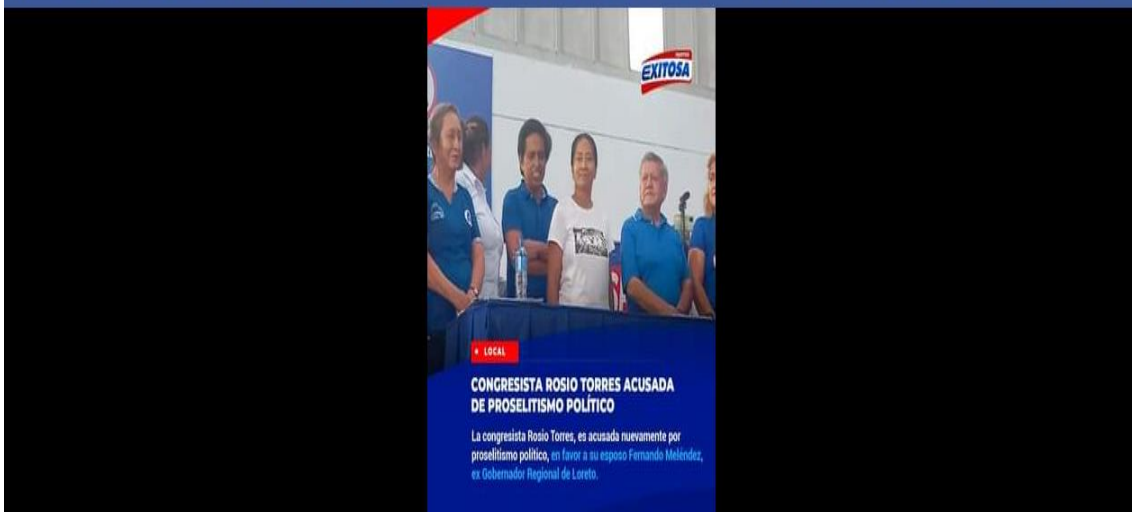 EXITOSA
LOCAL
CONGRESISTA ROSIO TORRES ACUSADA
DE PROSELITISMO POLÍTICO
La congresista Rosio Torres, es acusada nuevamente por
proselitismo político, en favor a su esposo Fernando Meléndez,
ex Gobernador Regional de Loreto.